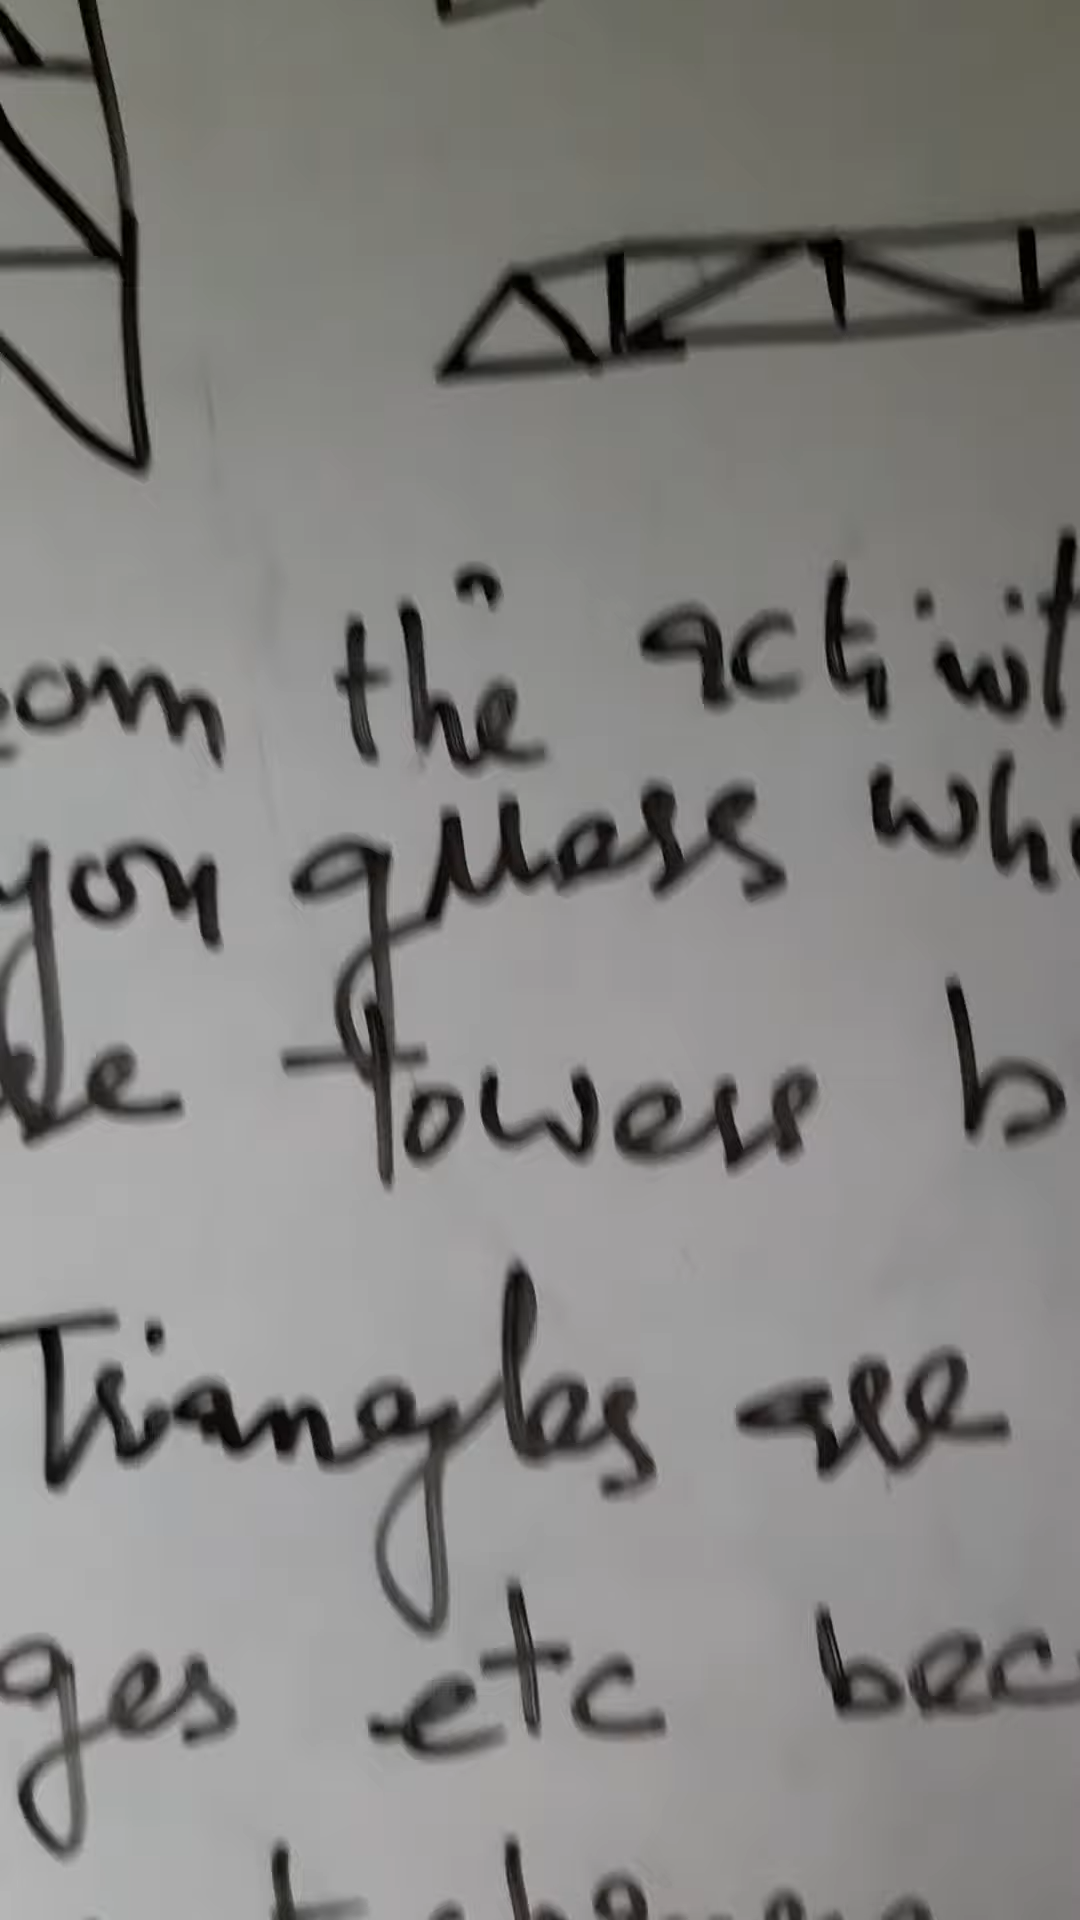 om the activit
you guess wh
le towers b
Triangles are
ges etc bec